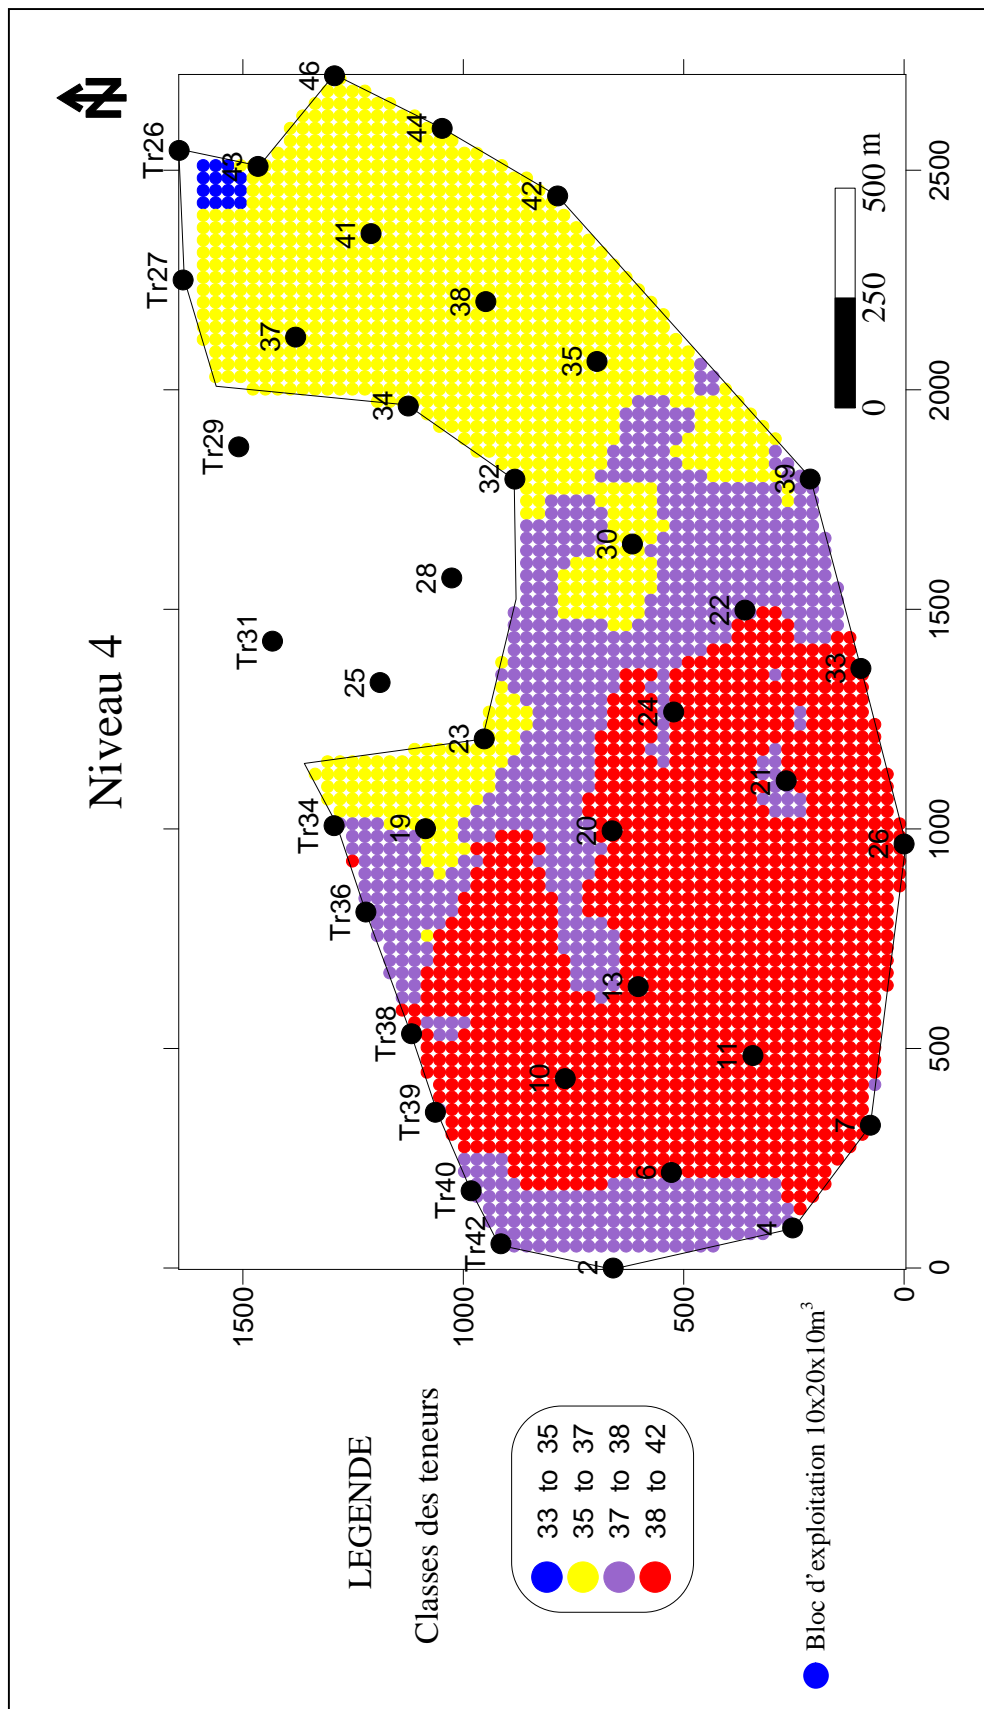 Niveau 4
N
Tr26
Tr27
Tr29
Tr31
Tr34
Tr36
Tr38
Tr39
Tr40
Tr42
46
43
44
42
41
38
37
35
34
32
30
28
25
23
39
22
33
24
21
20
19
26
13
11
10
7
6
4
2
0 250 500 m
0 500 1000 1500 2000 2500
1500
1000
500
0
LEGENDE
Classes des teneurs
33 to 35
35 to 37
37 to 38
38 to 42
Bloc d'exploitation 10x20x10m³